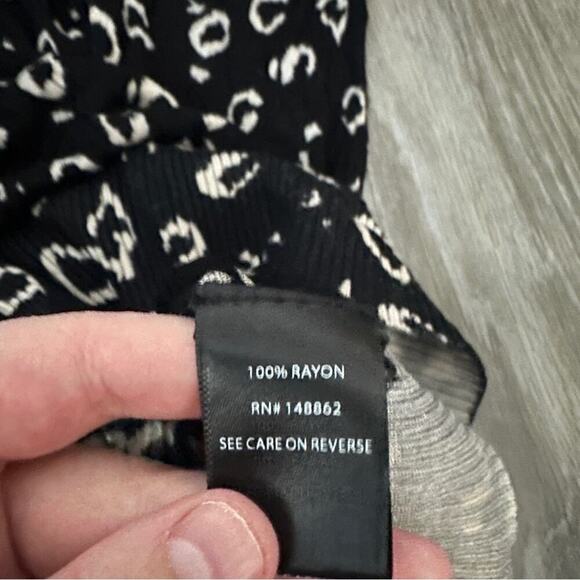 100% RAYON
RN# 148862
SEE CARE ON REVERSE